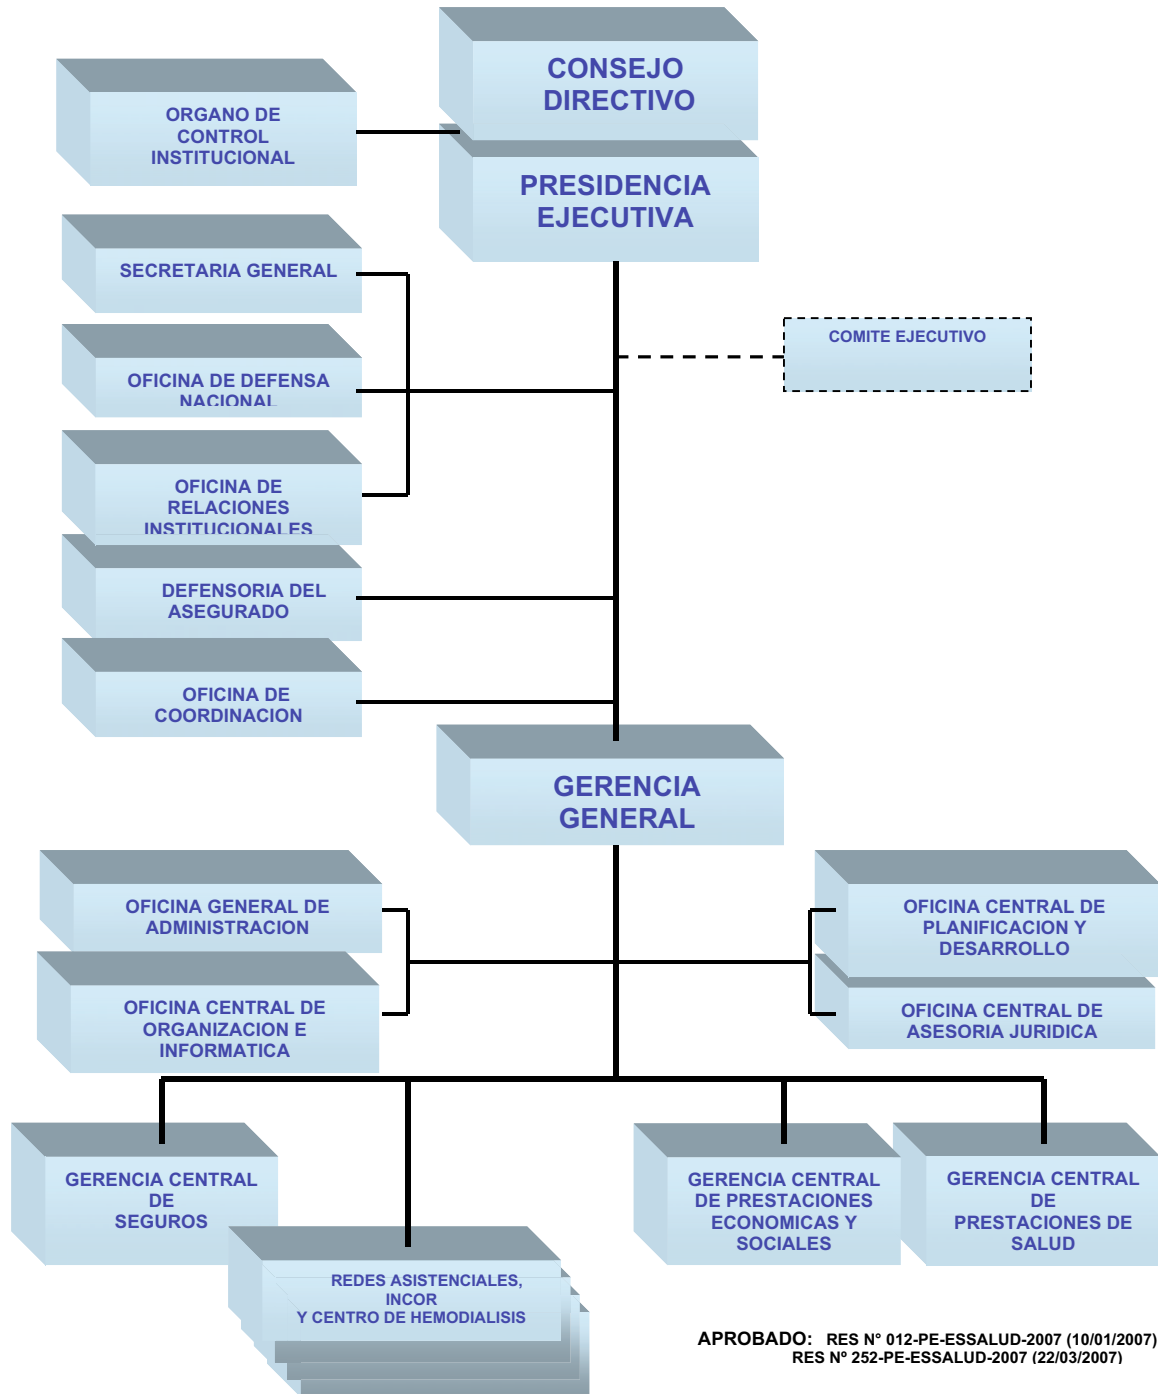 CONSEJO
DIRECTIVO
ORGANO DE
CONTROL
INSTITUCIONAL
PRESIDENCIA
EJECUTIVA
SECRETARIA GENERAL
COMITE EJECUTIVO
OFICINA DE DEFENSA
NACIONAL
OFICINA DE
RELACIONES
INSTITUCIONALES
DEFENSORIA DEL
ASEGURADO
OFICINA DE
COORDINACION
GERENCIA
GENERAL
OFICINA GENERAL DE
ADMINISTRACION
OFICINA CENTRAL DE
PLANIFICACION Y
DESARROLLO
OFICINA CENTRAL DE
ORGANIZACION E
INFORMATICA
OFICINA CENTRAL DE
ASESORIA JURIDICA
GERENCIA CENTRAL
DE
SEGUROS
REDES ASISTENCIALES,
INCOR
Y CENTRO DE HEMODIALISIS
GERENCIA CENTRAL
DE PRESTACIONES
ECONOMICAS Y
SOCIALES
GERENCIA CENTRAL
DE
PRESTACIONES DE
SALUD
APROBADO: RES N° 012-PE-ESSALUD-2007 (10/01/2007)
RES Nº 252-PE-ESSALUD-2007 (22/03/2007)